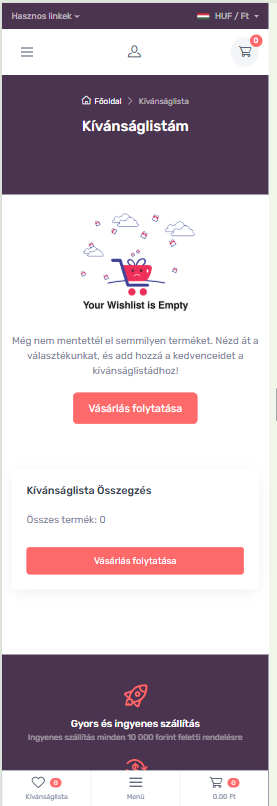 Hasznos linkek
HUF / Ft
0
Főoldal > Kívánságlista
Kívánságlistám
Your Wishlist is Empty
Még nem mentettél el semmilyen terméket. Nézd át a
választékunkat, és add hozzá a kedvenceidet a
kívánságlistádhoz!
Vásárlás folytatása
Kívánságlista Összegzés
Összes termék: 0
Vásárlás folytatása
Gyors és ingyenes szállítás
Ingyenes szállítás minden 10 000 forint feletti rendelésre
0
0
Kívánságlista
Menü
0,00 Ft